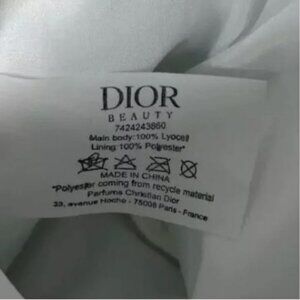 DIOR
BEAUTY
7424243860
Main body:100% Lyocell
Lining:100% Polyester*
MADE IN CHINA
*Polyester coming from recycle material
Parfums Christian Dior
33, avenue Hoche - 75008 Paris - France